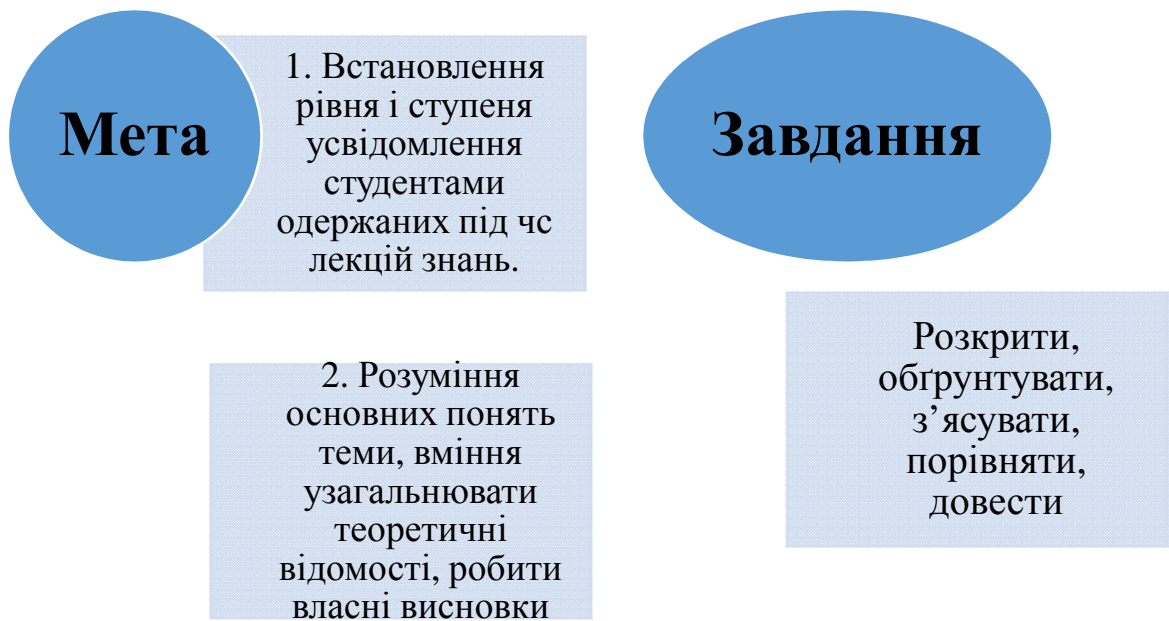 Мета
1. Встановлення
рівня і ступеня
усвідомлення
студентами
одержаних під чс
лекцій знань.
2. Розуміння
основних понять
теми, вміння
узагальнювати
теоретичні
відомості, робити
власні висновки
Завдання
Розкрити,
обґрунтувати,
з’ясувати,
порівняти,
довести